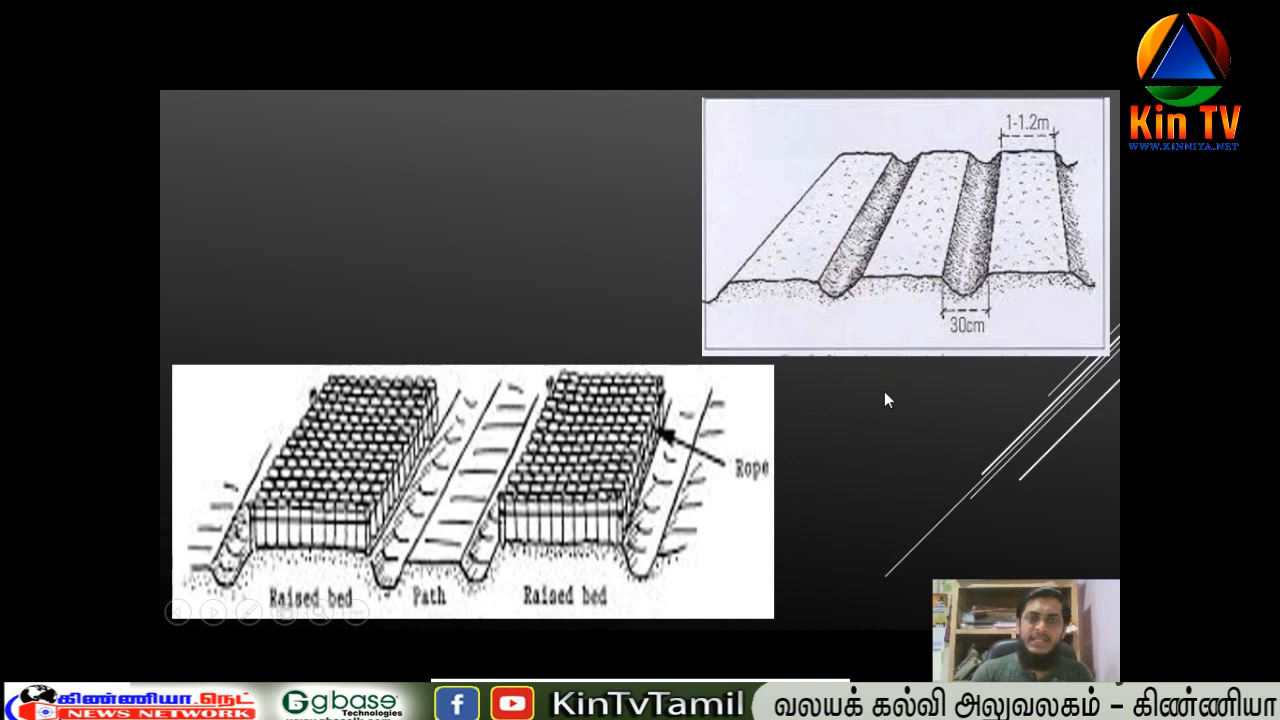 Kin TV
WWW.KINNIYA.NET
1-1.2m
30cm
Rope
Raised bed
Path
Raised bed
கிண்ணியா.நெட்
NEWS NETWORK
gbase
Technologies
KinTvTamil
வலயக் கல்வி அலுவலகம் - கிண்ணியா